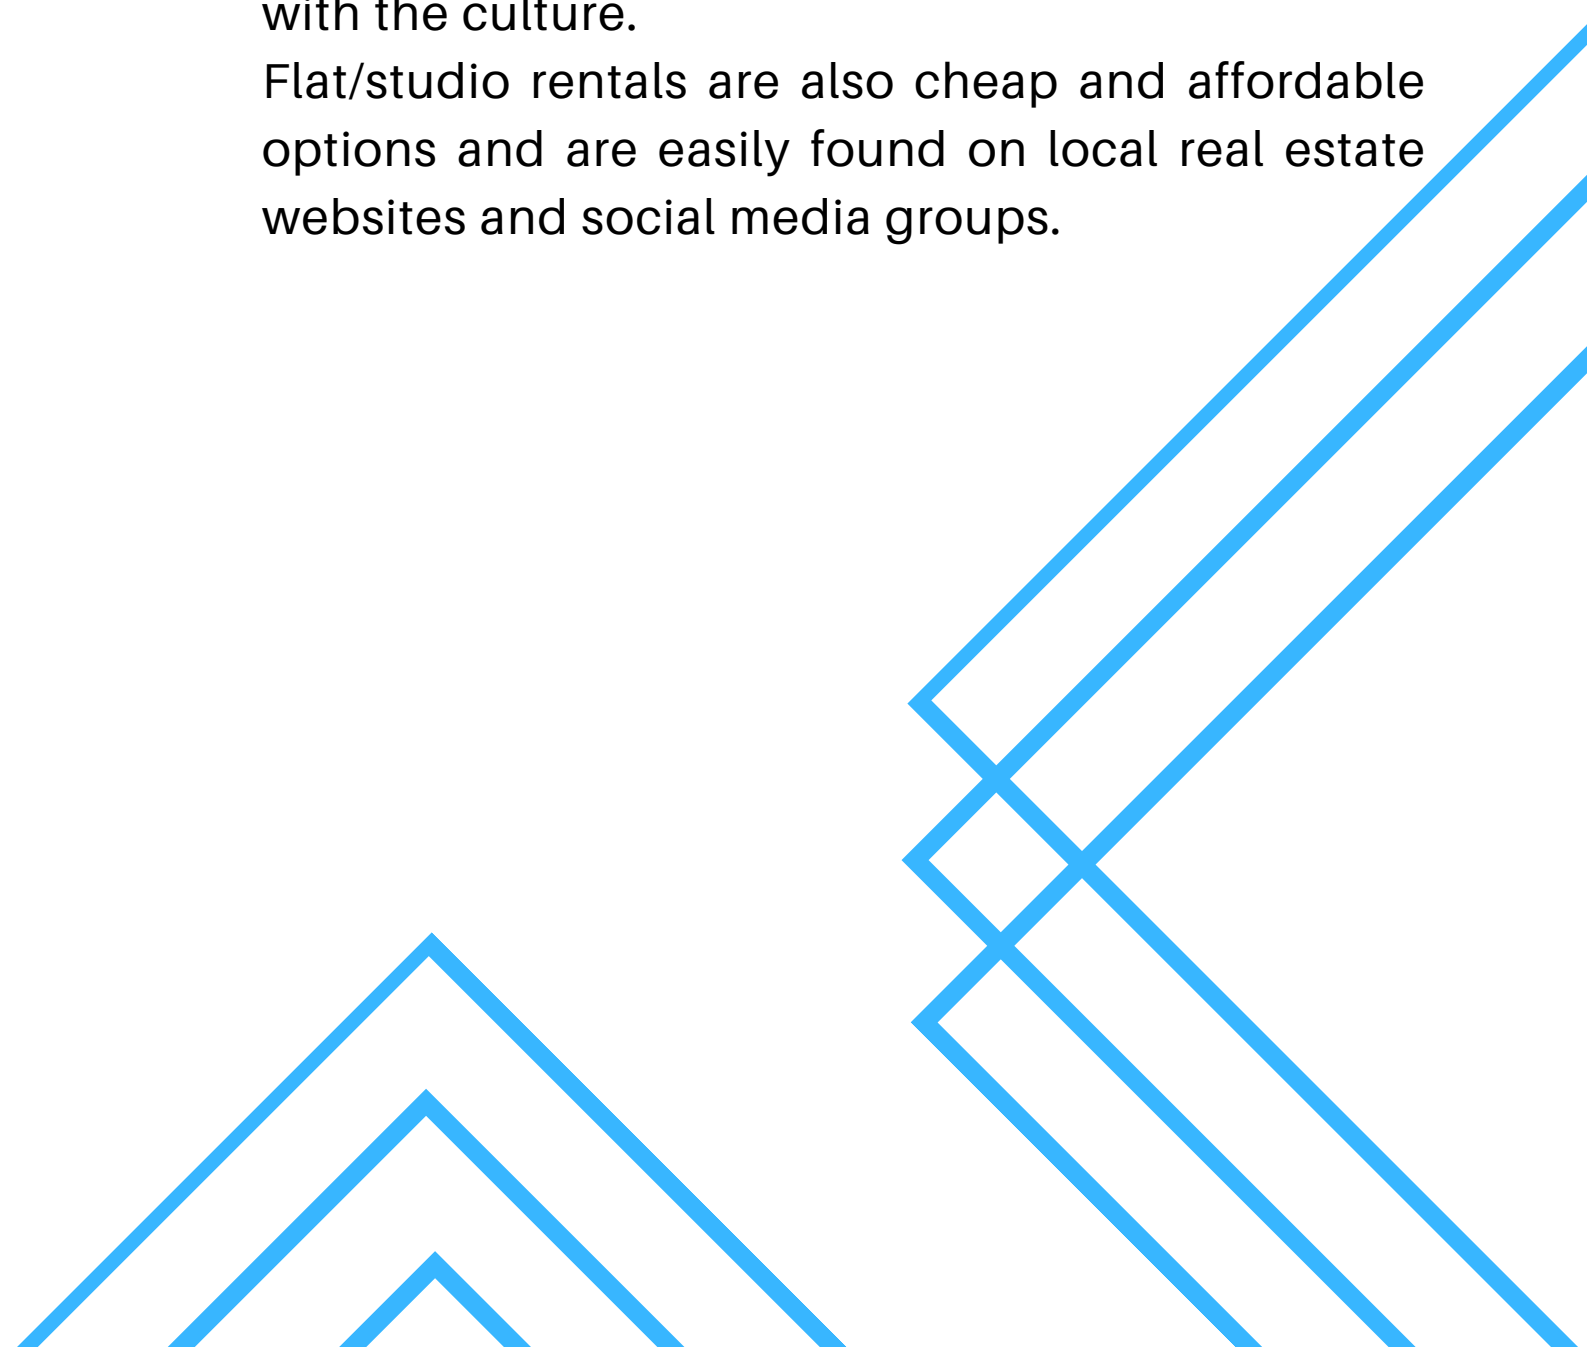 with the culture.
Flat/studio rentals are also cheap and affordable
options and are easily found on local real estate
websites and social media groups.